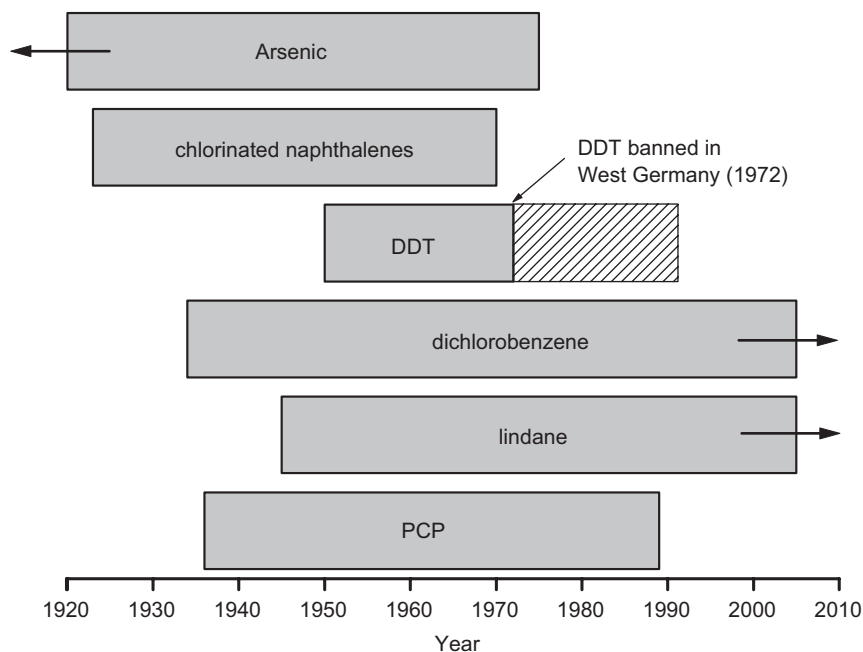 Arsenic
chlorinated naphthalenes
DDT banned in
West Germany (1972)
DDT
dichlorobenzene
lindane
PCP
1920 1930 1940 1950 1960 1970 1980 1990 2000 2010
Year